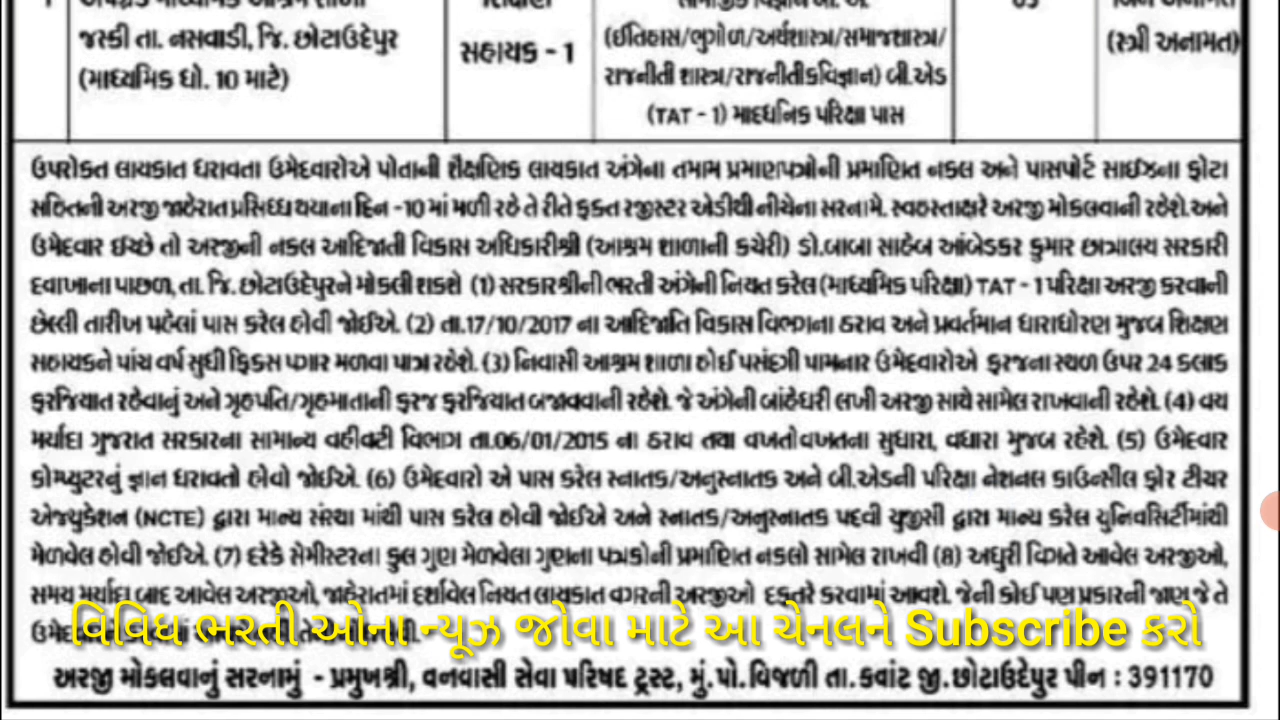 જરકી તા. નસવાડી, જિ. છોટાઉદેપુર
(માધ્યમિક ધો. 10 માટે)
સહાયક - 1
(ઈતિહાસ/ભુગોળ/અર્થશાસ્ત્ર/સમાજશાસ્ત્ર/
રાજનીતી શાસ્ત્ર/રાજનીતીકવિજ્ઞાન) બી.એડ
(TAT - 1) માદધનિક પરિક્ષા પાસ
(સ્ત્રી અનામત)
ઉપરોકત લાયકાત ધરાવતા ઉમેદવારોએ પોતાની શૈક્ષણિક લાયકાત અંગેના તમામ પ્રમાણપત્રોની પ્રમાણિત નકલ અને પાસપોર્ટ સાઈઝના ફોટા
સહિતની અરજી જાહેરાત પ્રસિધ્ધ થયાના દિન -10 માં મળી રહે તે રીતે ફકત રજીસ્ટર એડીથી નીચેના સરનામે. સ્વહસ્તાક્ષરે અરજી મોકલવાની રહેશે.અને
ઉમેદવાર ઈચ્છે તો અરજીની નકલ આદિજાતી વિકાસ અધિકારીશ્રી (આશ્રમ શાળાની કચેરી) ડો.બાબા સાહેબ આંબેડકર કુમાર છાત્રાલય સરકારી
દવાખાના પાછળ, તા. જિ. છોટાઉદેપુરને મોકલી શકશે (1) સરકારશ્રીની ભરતી અંગેની નિયત કરેલ (માધ્યમિક પરિક્ષા) TAT - 1 પરિક્ષા અરજી કરવાની
છેલ્લી તારીખ પહેલાં પાસ કરેલ હોવી જોઈએ. (2) તા.17/10/2017 ના આદિજાતિ વિકાસ વિભાગના ઠરાવ અને પ્રવર્તમાન ધારાધોરણ મુજબ શિક્ષણ
સહાયકને પાંચ વર્ષ સુધી ફિકસ પગાર મળવા પાત્ર રહેશે. (3) નિવાસી આશ્રમ શાળા હોઈ પસંદગી પામનાર ઉમેદવારોએ ફરજના સ્થળ ઉપર 24 કલાક
ફરજિયાત રહેવાનું અને ગૃહપતિ/ગૃહમાતાની ફરજ ફરજિયાત બજાવવાની રહેશે. જે અંગેની બાંહેધરી લખી અરજી સાથે સામેલ રાખવાની રહેશે. (4) વય
મર્યાદા ગુજરાત સરકારના સામાન્ય વહીવટી વિભાગ તા.06/01/2015 ના ઠરાવ તથા વખતોવખતના સુધારા, વધારા મુજબ રહેશે. (5) ઉમેદવાર
કોમ્પ્યુટરનું જ્ઞાન ધરાવતો હોવો જોઈએ. (6) ઉમેદવારો એ પાસ કરેલ સ્નાતક/અનુસ્નાતક અને બી.એડની પરિક્ષા નેશનલ કાઉન્સીલ ફોર ટીચર
એજ્યુકેશન (NCTE) દ્વારા માન્ય સંસ્થા માંથી પાસ કરેલ હોવી જોઈએ અને સ્નાતક/અનુસ્નાતક પદવી યુજીસી દ્વારા માન્ય કરેલ યુનિવર્સિર્ટીમાંથી
મેળવેલ હોવી જોઈએ. (7) દરેક સેમીસ્ટરના કુલ ગુણ મેળવેલા ગુણના પત્રકોની પ્રમાણિત નકલો સામેલ રાખવી (8) અધુરી વિગતે આવેલ અરજીઓ,
સમય મર્યાદા બાદ આવેલ અરજીઓ, જાહેરાતમાં દર્શાવેલ નિયત લાયકાત વગરની અરજીઓ દફતરે કરવામાં આવશે. જેની કોઈ પણ પ્રકારની જાણ જે તે
વિવિધ ભરતી ઓના ન્યૂઝ જોવા માટે આ ચેનલને Subscribe કરો
અરજી મોકલવાનું સરનામું - પ્રમુખશ્રી, વનવાસી સેવા પરિષદ ટ્રસ્ટ, મું.પો.વિજળી તા.કવાંટ જી.છોટાઉદેપુર પીન : 391170